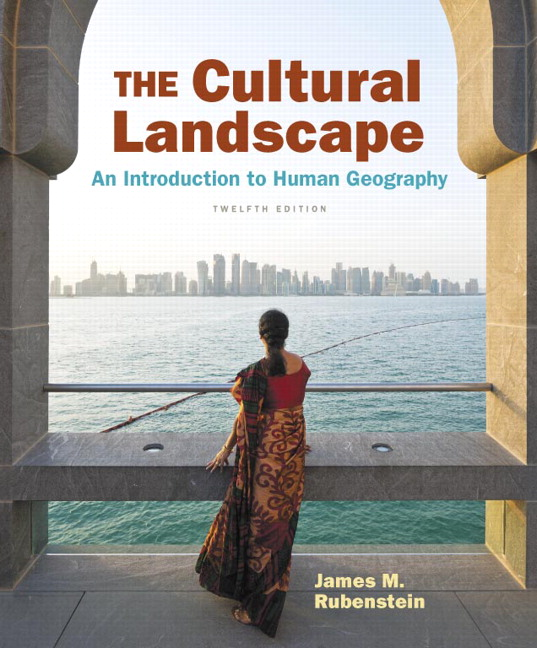 THE Cultural
Landscape
An Introduction to Human Geography
TWELFTH EDITION
James M.
Rubenstein